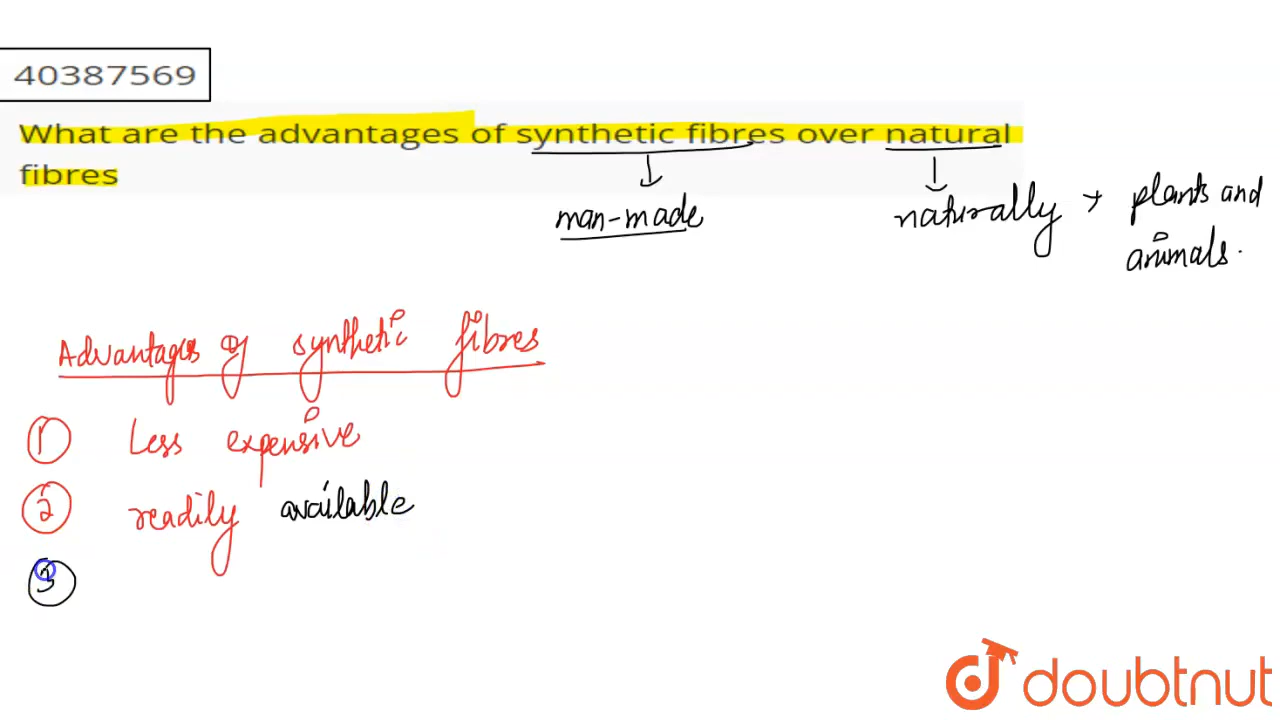 40387569
What are the advantages of synthetic fibres over natural
fibres
man-made
naturally → plants and
animals.
Advantages of synthetic fibres
1 Less expensive
2 readily available
3
doubtnut